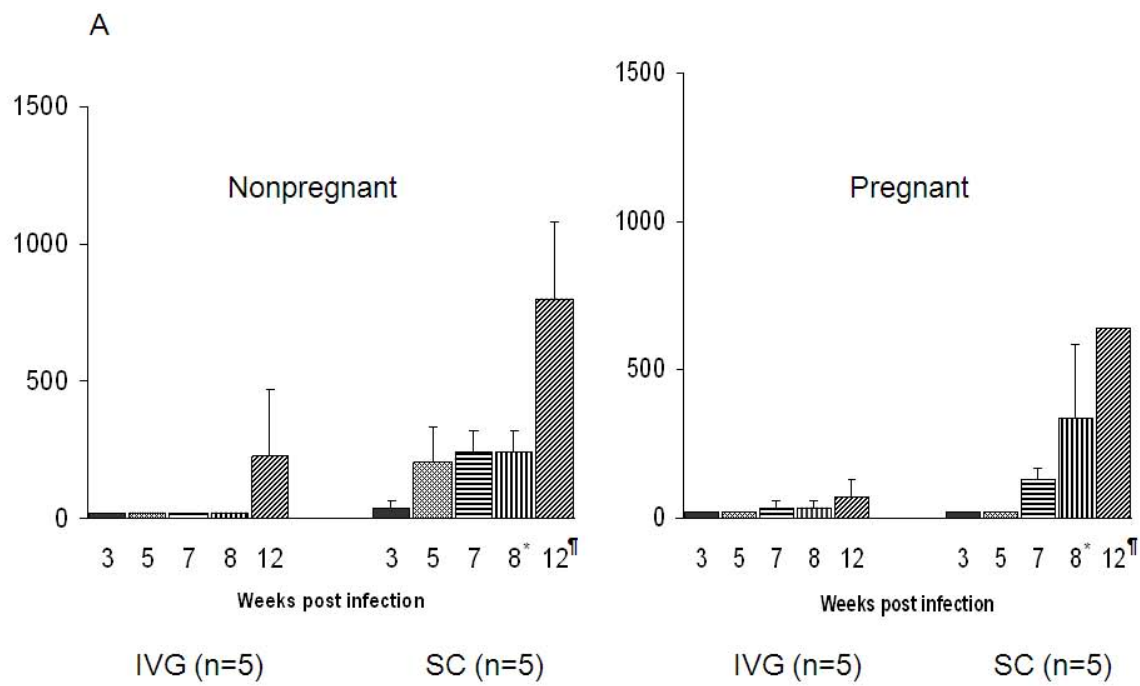 A
Nonpregnant
1500
1000
500
0
3 5 7 8 12 3 5 7 8* 12¶
Weeks post infection
IVG (n=5) SC (n=5)
Pregnant
1500
1000
500
0
3 5 7 8 12 3 5 7 8* 12¶
Weeks post infection
IVG (n=5) SC (n=5)